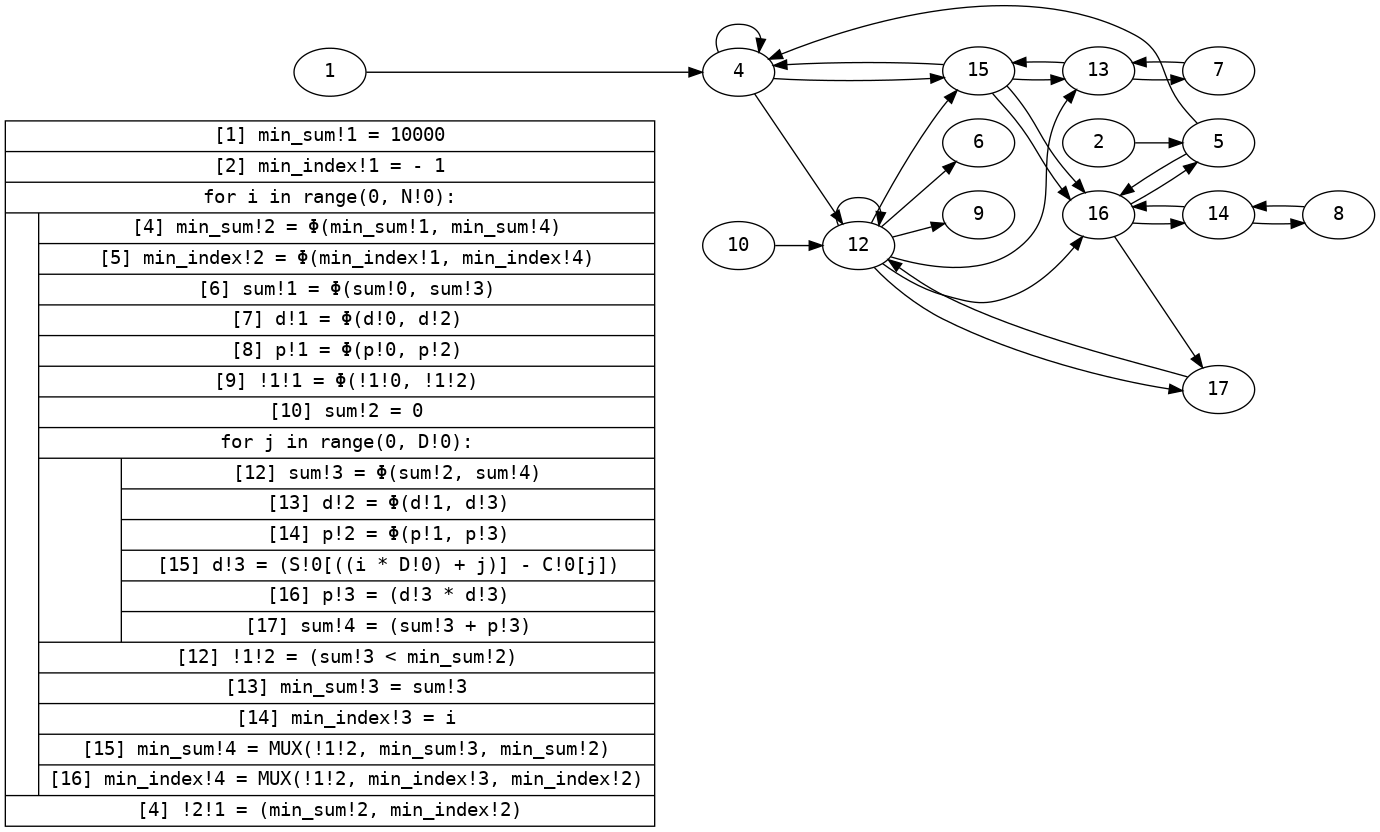 [1] min_sum!1 = 10000
[2] min_index!1 = - 1
for i in range(0, N!0):
[4] min_sum!2 = Φ(min_sum!1, min_sum!4)
[5] min_index!2 = Φ(min_index!1, min_index!4)
[6] sum!1 = Φ(sum!0, sum!3)
[7] d!1 = Φ(d!0, d!2)
[8] p!1 = Φ(p!0, p!2)
[9] !1!1 = Φ(!1!0, !1!2)
[10] sum!2 = 0
for j in range(0, D!0):
[12] sum!3 = Φ(sum!2, sum!4)
[13] d!2 = Φ(d!1, d!3)
[14] p!2 = Φ(p!1, p!3)
[15] d!3 = (S!0[((i * D!0) + j)] - C!0[j])
[16] p!3 = (d!3 * d!3)
[17] sum!4 = (sum!3 + p!3)
[12] !1!2 = (sum!3 < min_sum!2)
[13] min_sum!3 = sum!3
[14] min_index!3 = i
[15] min_sum!4 = MUX(!1!2, min_sum!3, min_sum!2)
[16] min_index!4 = MUX(!1!2, min_index!3, min_index!2)
[4] !2!1 = (min_sum!2, min_index!2)
1
4
15
13
7
6
2
5
9
16
14
8
10
12
17